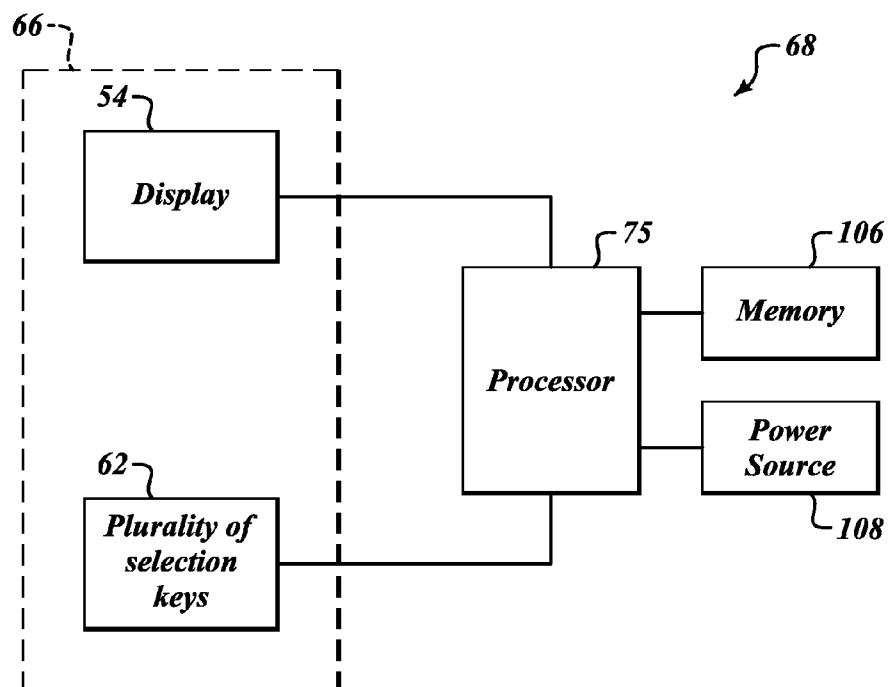 66
68
54
Display
75
106
Processor
Memory
Power
Source
108
62
Plurality of
selection
keys